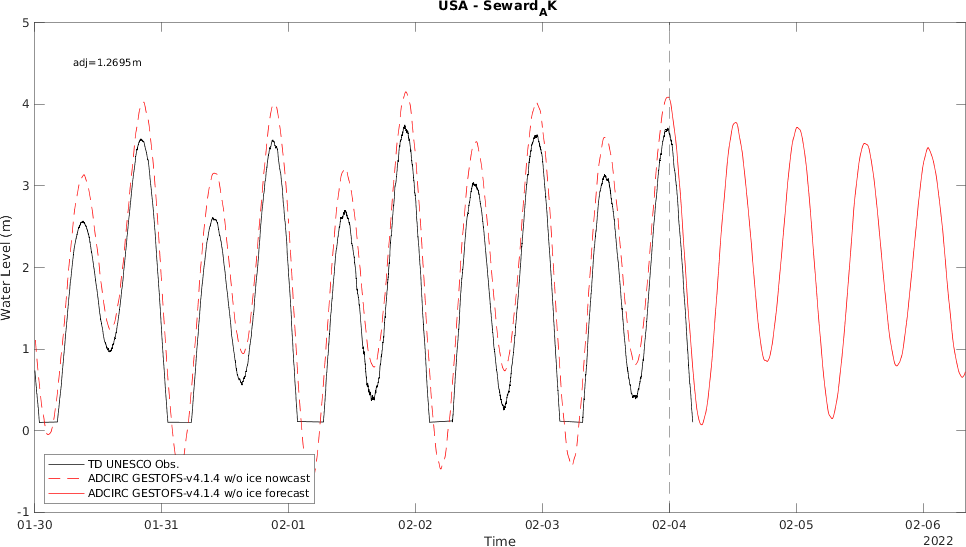 USA - Seward_AK
5
adj=1.2695m
4
3
2
1
0
-1
Water Level (m)
TD UNESCO Obs.
ADCIRC GESTOFS-v4.1.4 w/o ice nowcast
ADCIRC GESTOFS-v4.1.4 w/o ice forecast
01-30 01-31 02-01 02-02 02-03 02-04 02-05 02-06
Time
2022